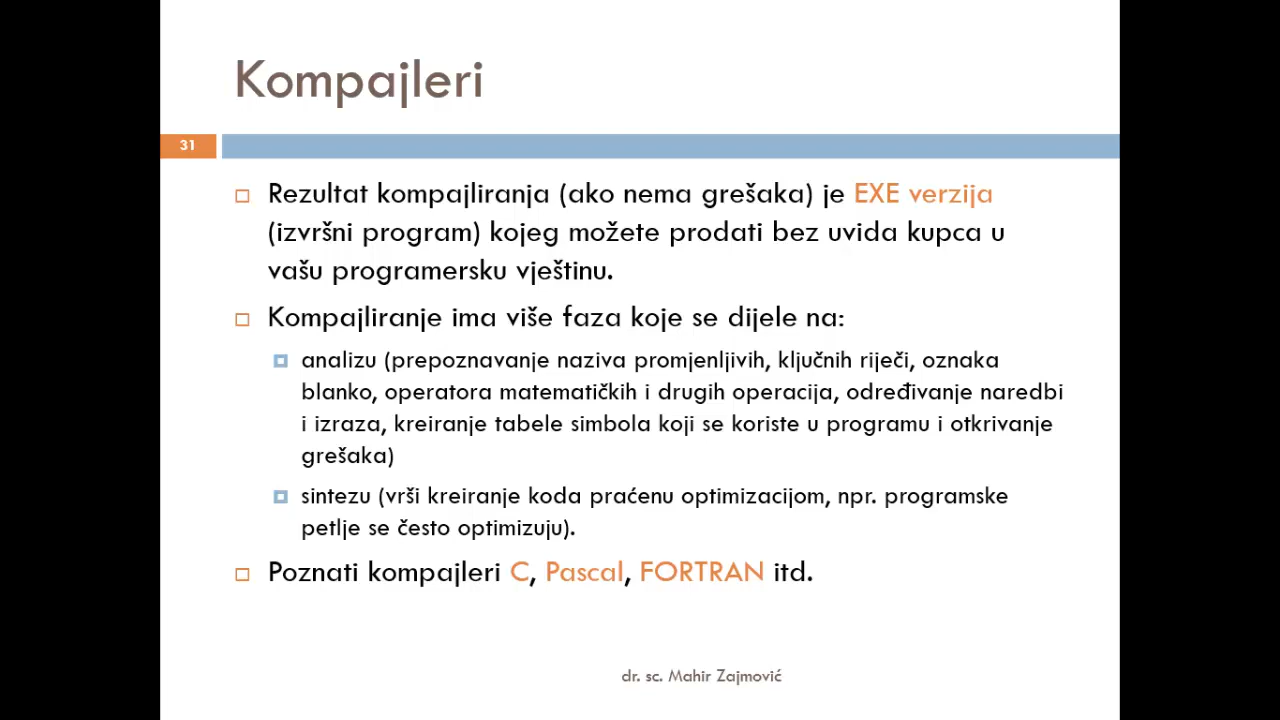 Kompajleri
31
Rezultat kompajliranja (ako nema grešaka) je EXE verzija
(izvršni program) kojeg možete prodati bez uvida kupca u
vašu programersku vještinu.
Kompajliranje ima više faza koje se dijele na:
analizu (prepoznavanje naziva promjenljivih, ključnih riječi, oznaka
blanko, operatora matematičkih i drugih operacija, određivanje naredbi
i izraza, kreiranje tabele simbola koji se koriste u programu i otkrivanje
grešaka)
sintezu (vrši kreiranje koda praćenu optimizacijom, npr. programske
petlje se često optimizuju).
Poznati kompajleri C, Pascal, FORTRAN itd.
dr. sc. Mahir Zajmović